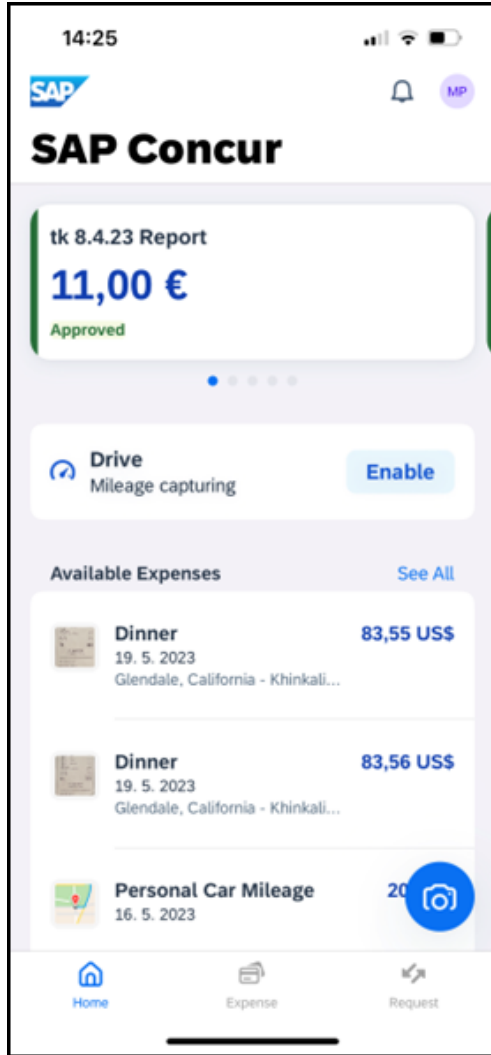 14:25
SAP
MP
SAP Concur
tk 8.4.23 Report
11,00 €
Approved
Drive
Mileage capturing
Enable
Available Expenses
See All
Dinner
83,55 US$
19. 5. 2023
Glendale, California - Khinkali...
Dinner
83,56 US$
19. 5. 2023
Glendale, California - Khinkali...
Personal Car Mileage
20
16. 5. 2023
Home
Expense
Request